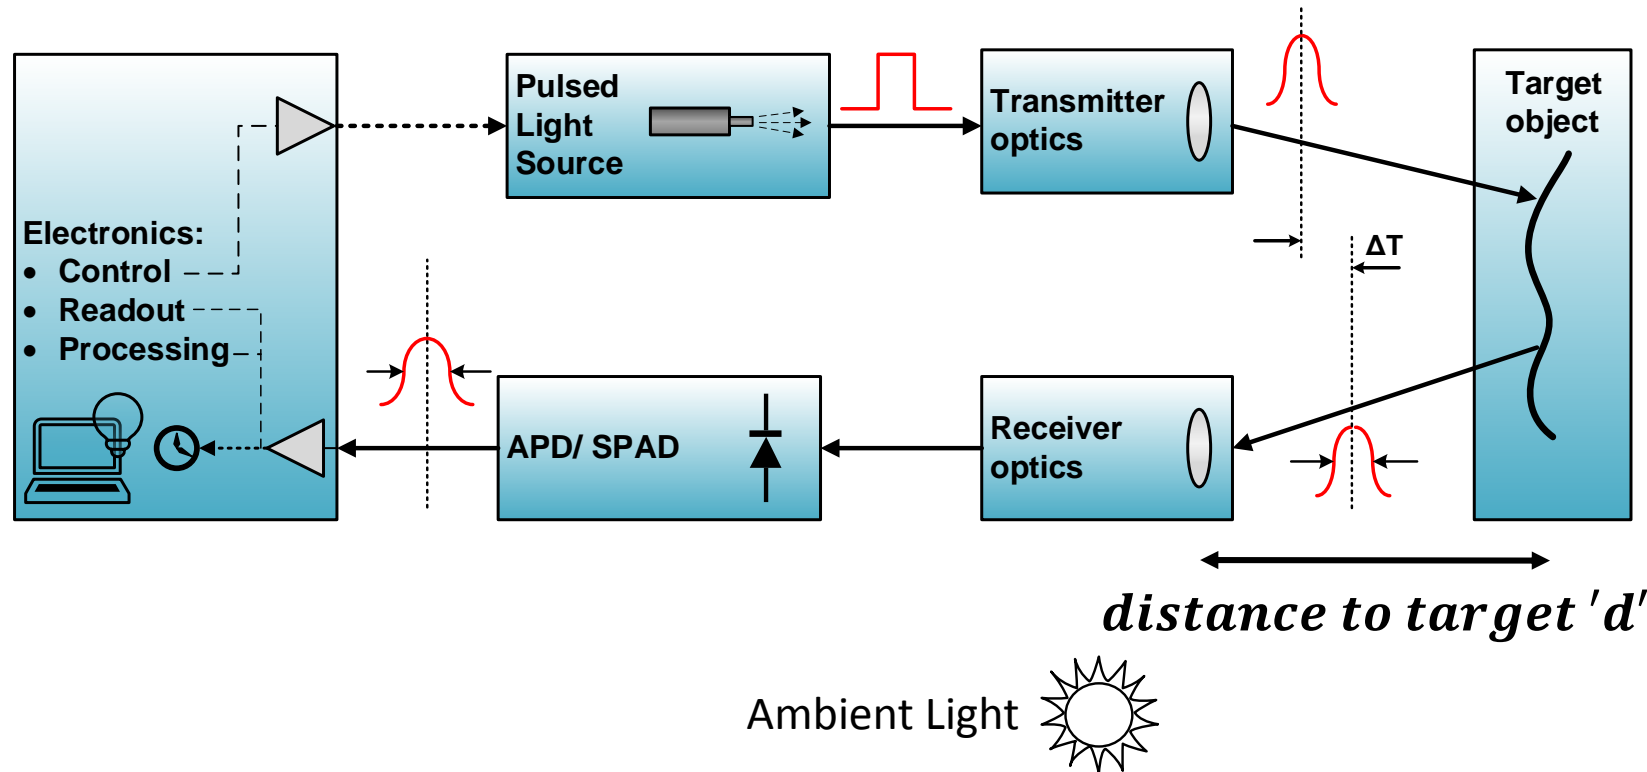 Electronics:
• Control
• Readout
• Processing
Pulsed
Light
Source
Transmitter
optics
Target
object
ΔT
APD/ SPAD
Receiver
optics
distance to target 'd'
Ambient Light